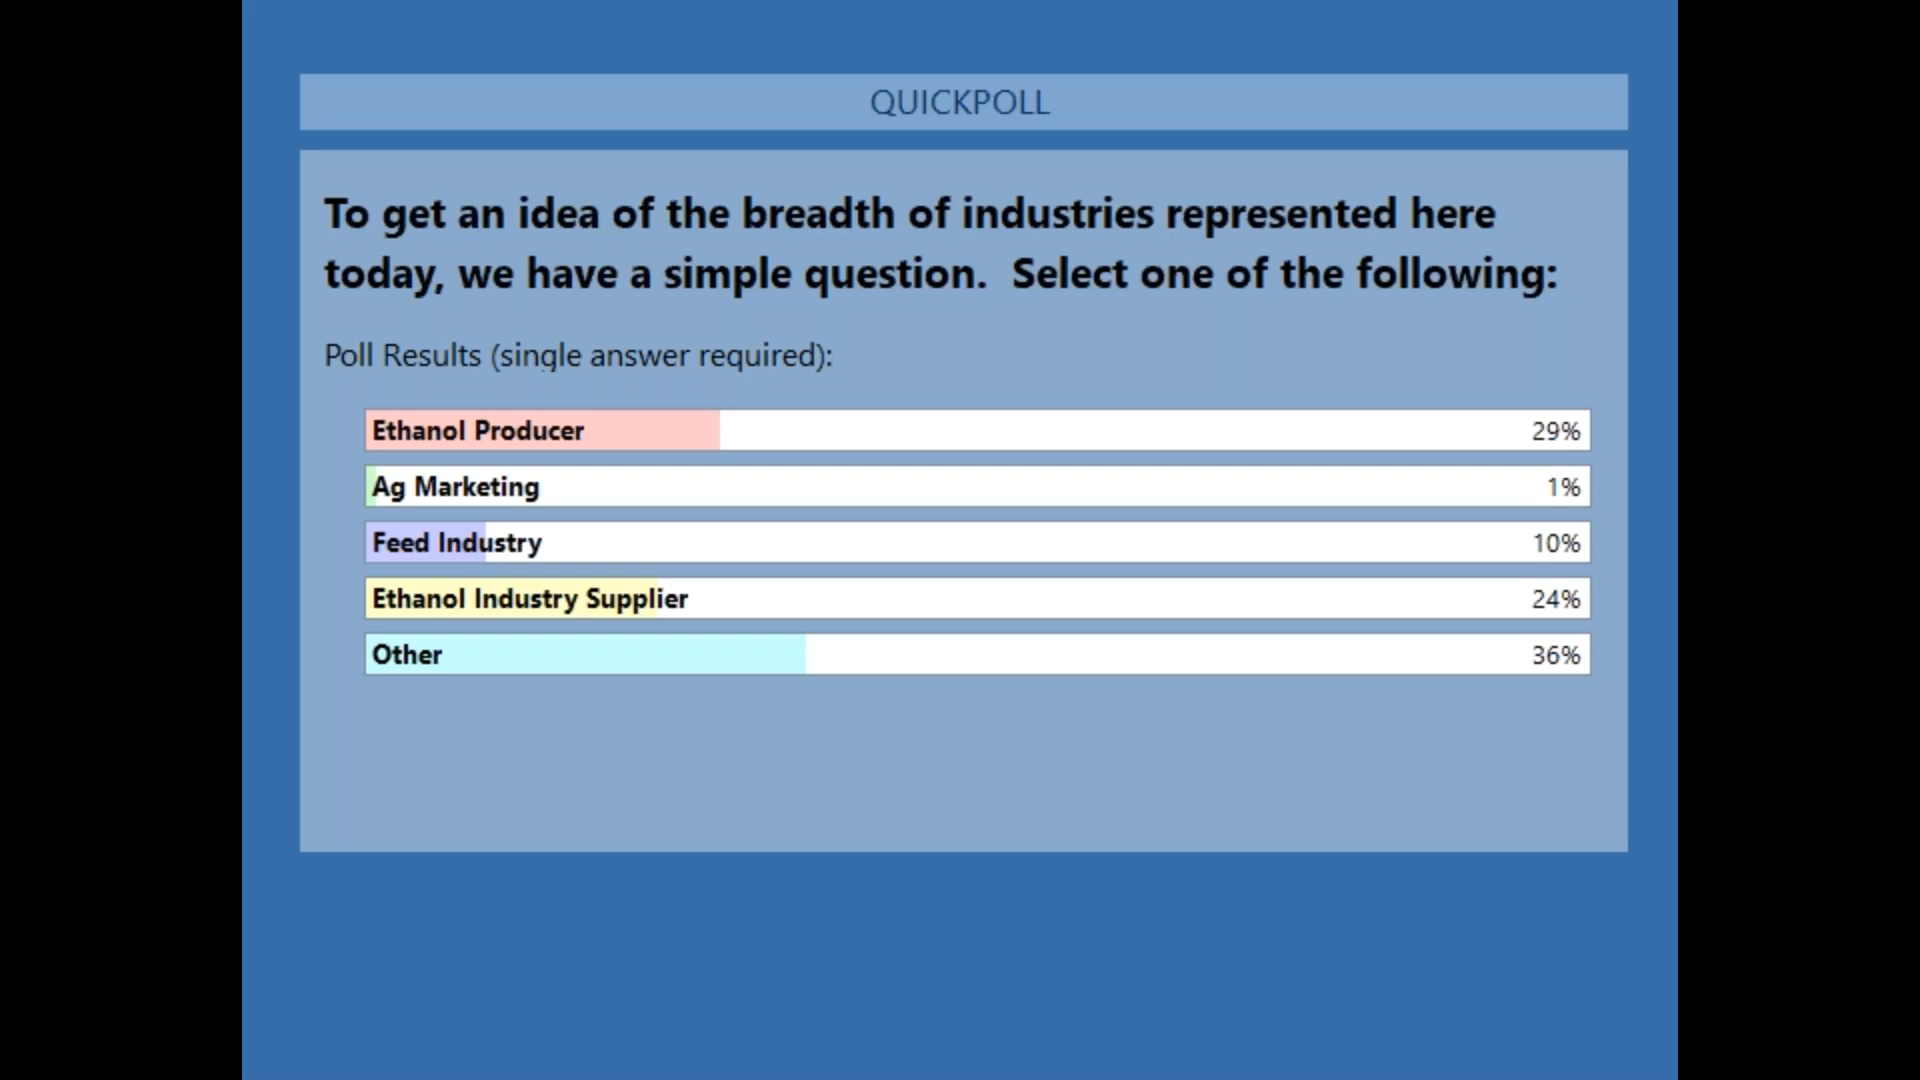 QUICKPOLL
To get an idea of the breadth of industries represented here
today, we have a simple question.  Select one of the following:
Poll Results (single answer required):
Ethanol Producer 29%
Ag Marketing 1%
Feed Industry 10%
Ethanol Industry Supplier 24%
Other 36%